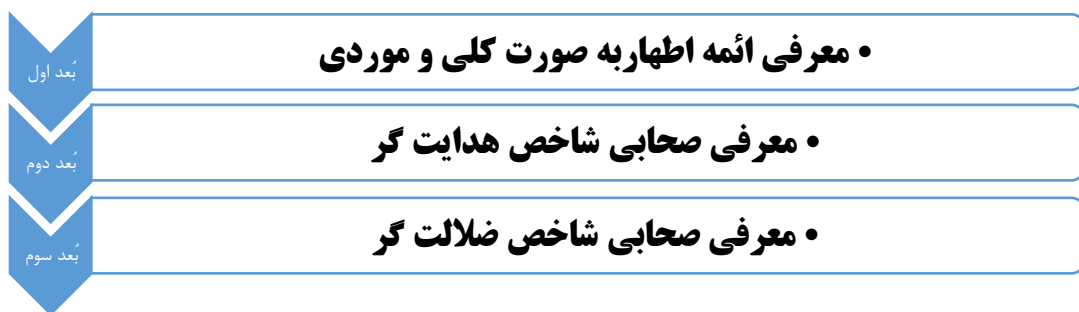 بُعد اول
• معرفی ائمه اطهاربه صورت کلی و موردی
بُعد دوم
• معرفی صحابی شاخص هدایت گر
بُعد سوم
• معرفی صحابی شاخص ضلالت گر